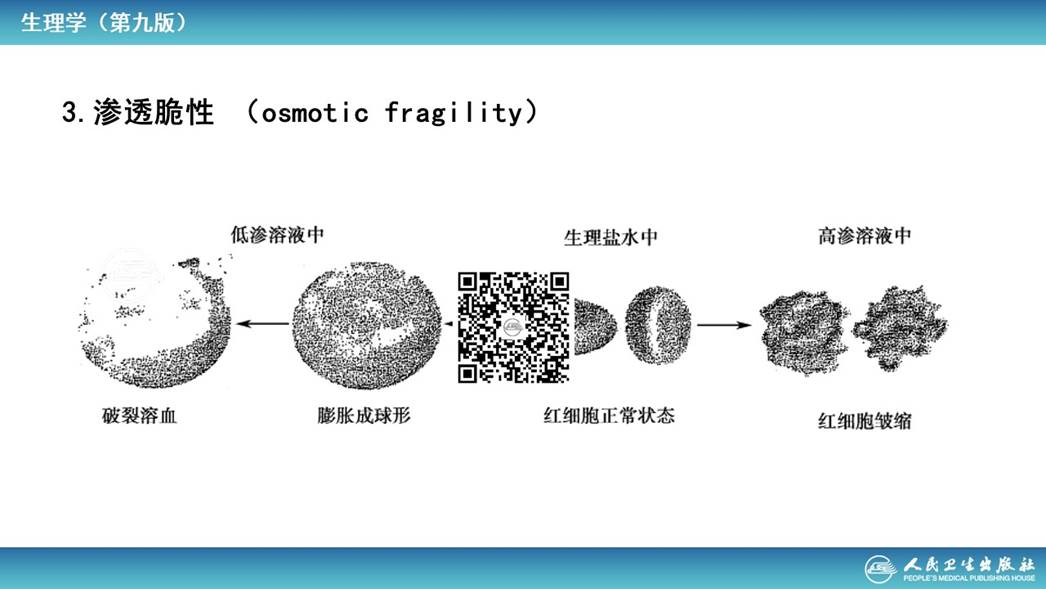 生理学（第九版）
3.渗透脆性 （osmotic fragility）
低渗溶液中
生理盐水中
高渗溶液中
破裂溶血
膨胀成球形
红细胞正常状态
红细胞皱缩
人民卫生出版社
PEOPLE'S MEDICAL PUBLISHING HOUSE